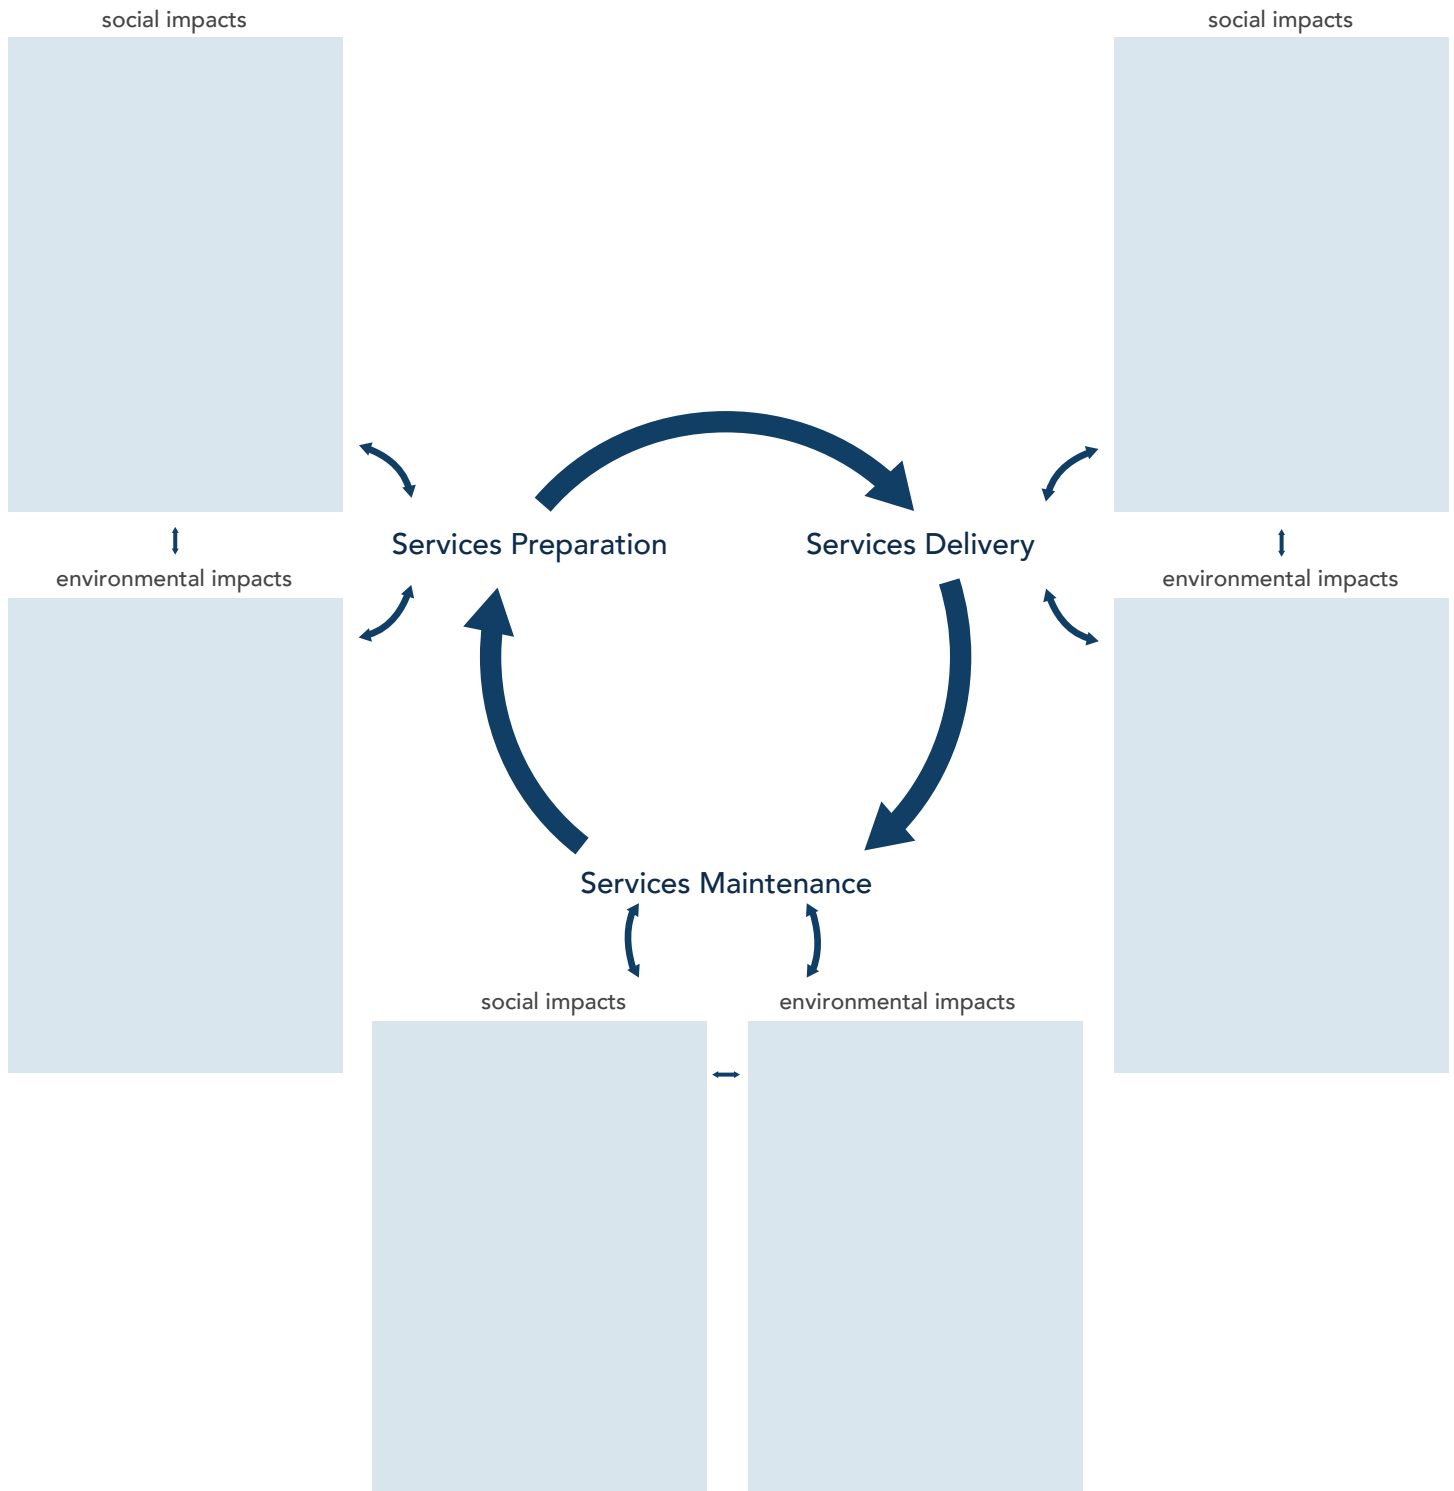 social impacts
social impacts
Services Preparation
Services Delivery
environmental impacts
environmental impacts
Services Maintenance
social impacts
environmental impacts